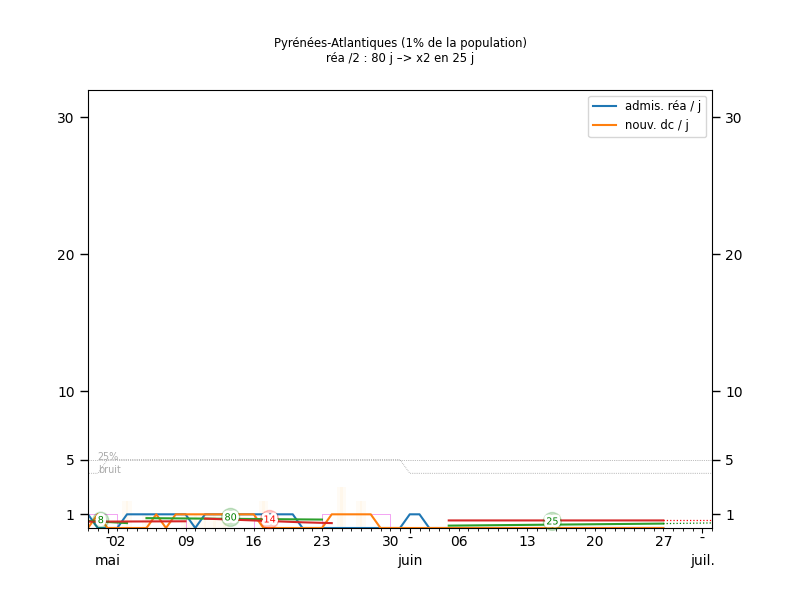 Pyrénées-Atlantiques (1% de la population)
réa /2 : 80 j –> x2 en 25 j
admis. réa / j
nouv. dc / j
30 30
20 20
10 10
5 5
1 1
25%
bruit
8 80 14 25
02 09 16 23 30 - 06 13 20 27 -
mai juin juil.